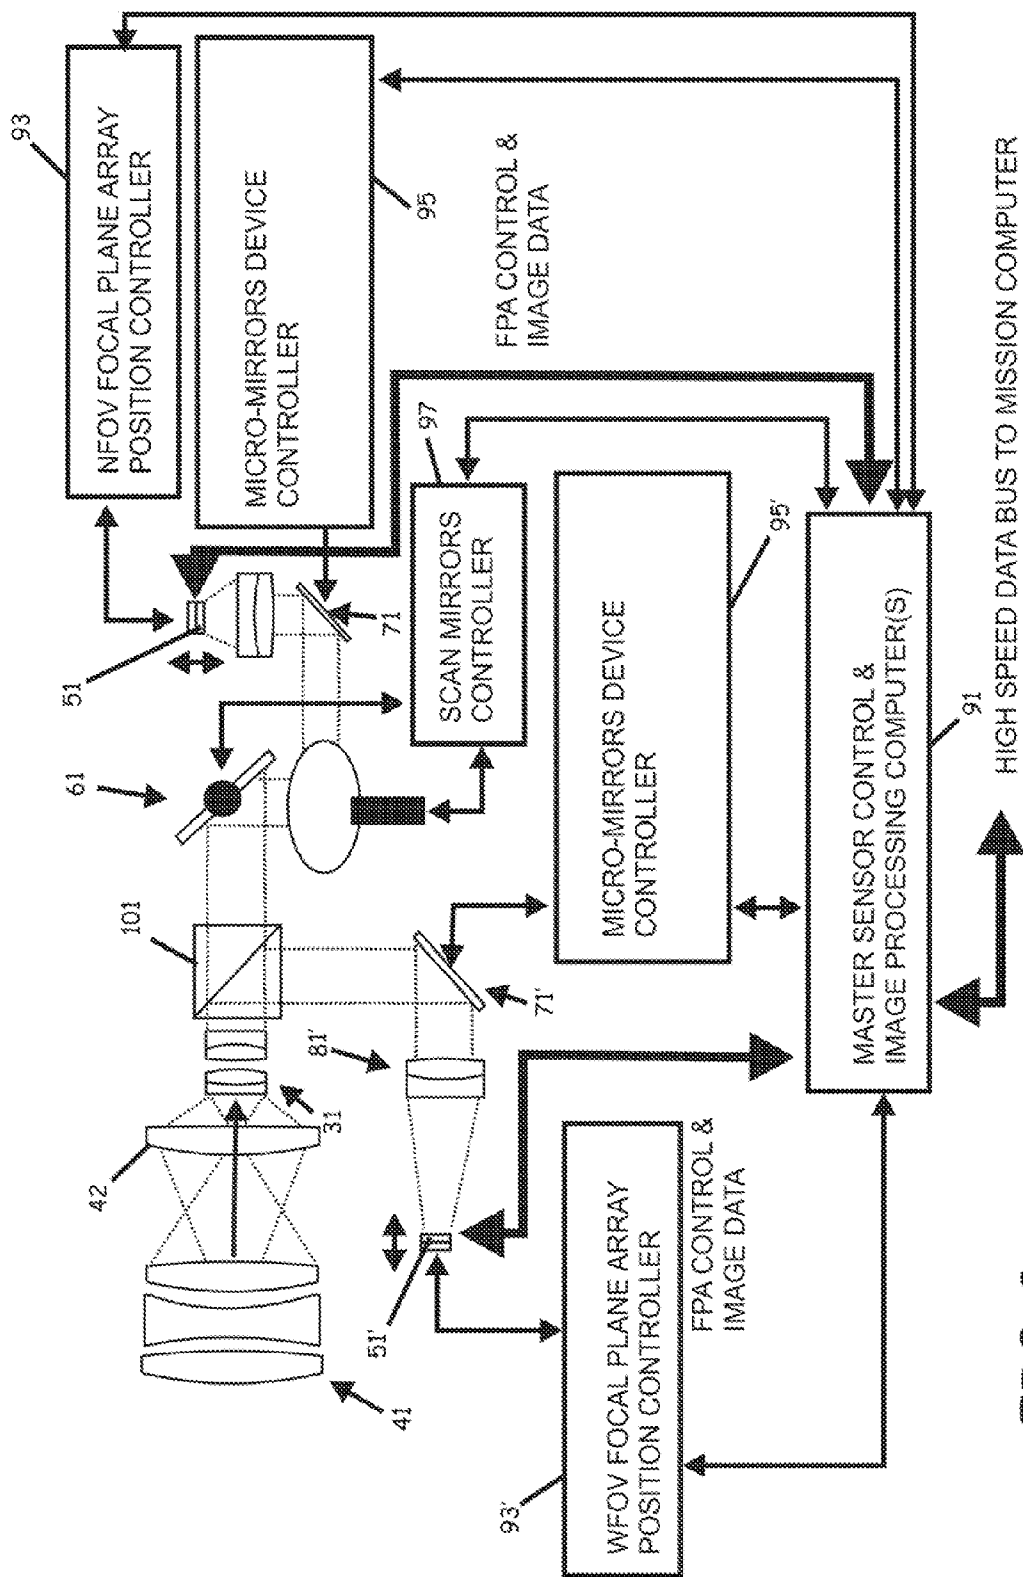 93
NFOV FOCAL PLANE ARRAY
POSITION CONTROLLER
MICRO-MIRRORS DEVICE
CONTROLLER
95
FPA CONTROL &
IMAGE DATA
51
71
97
SCAN MIRRORS
CONTROLLER
61
95'
MICRO-MIRRORS DEVICE
CONTROLLER
101
71'
81'
31
42
41
51'
MASTER SENSOR CONTROL &
IMAGE PROCESSING COMPUTER(S)
91
HIGH SPEED DATA BUS TO MISSION COMPUTER
FPA CONTROL &
IMAGE DATA
WFOV FOCAL PLANE ARRAY
POSITION CONTROLLER
93'